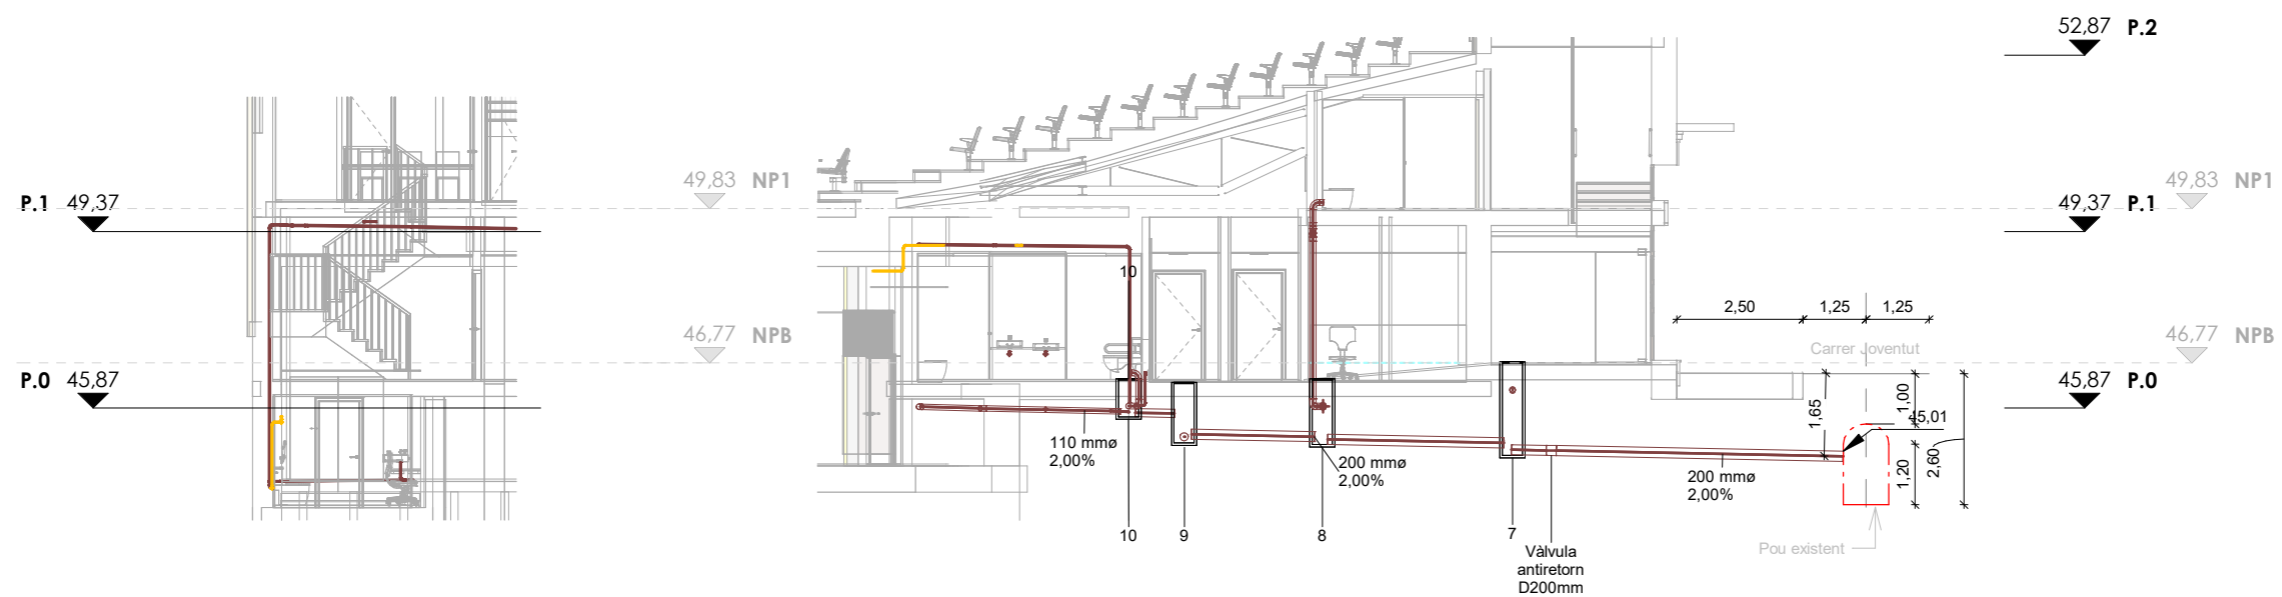 52,87 P.2
49,83 NP1
49,83 NP1
P.1 49,37
49,37 P.1
10
2,50
1,25
1,25
46,77 NPB
46,77 NPB
Carrer Joventut
P.0 45,87
45,87 P.0
1,65
1,00
45,01
110 mmø
2,00%
200 mmø
2,00%
200 mmø
2,00%
1,20
2,60
10
9
8
7
Vàlvula
antiretorn
D200mm
Pou existent